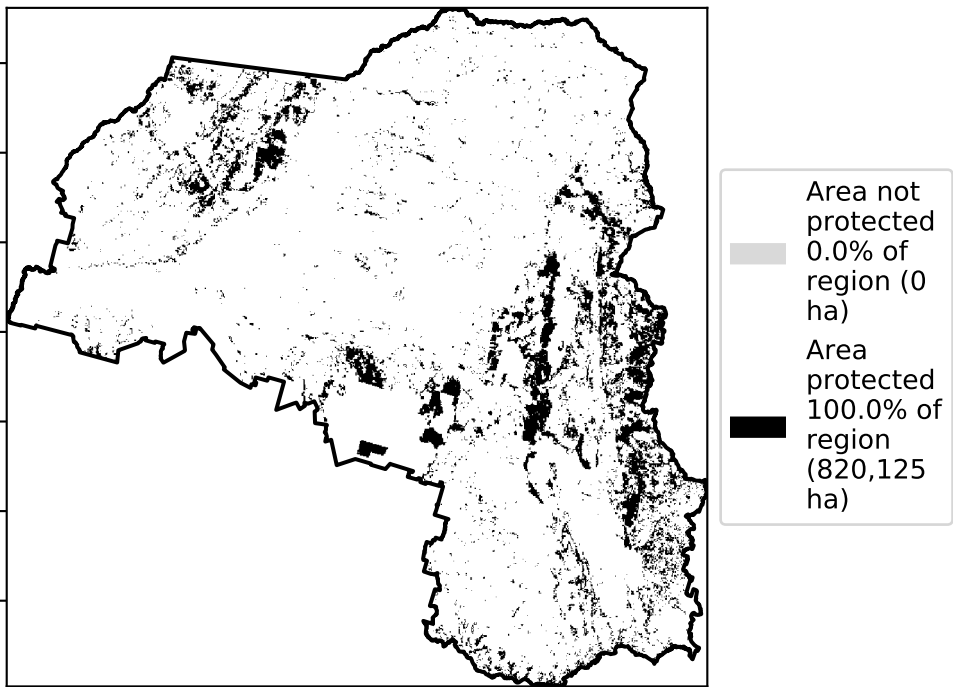 Area not
protected
0.0% of
region (0
ha)
Area
protected
100.0% of
region
(820,125
ha)